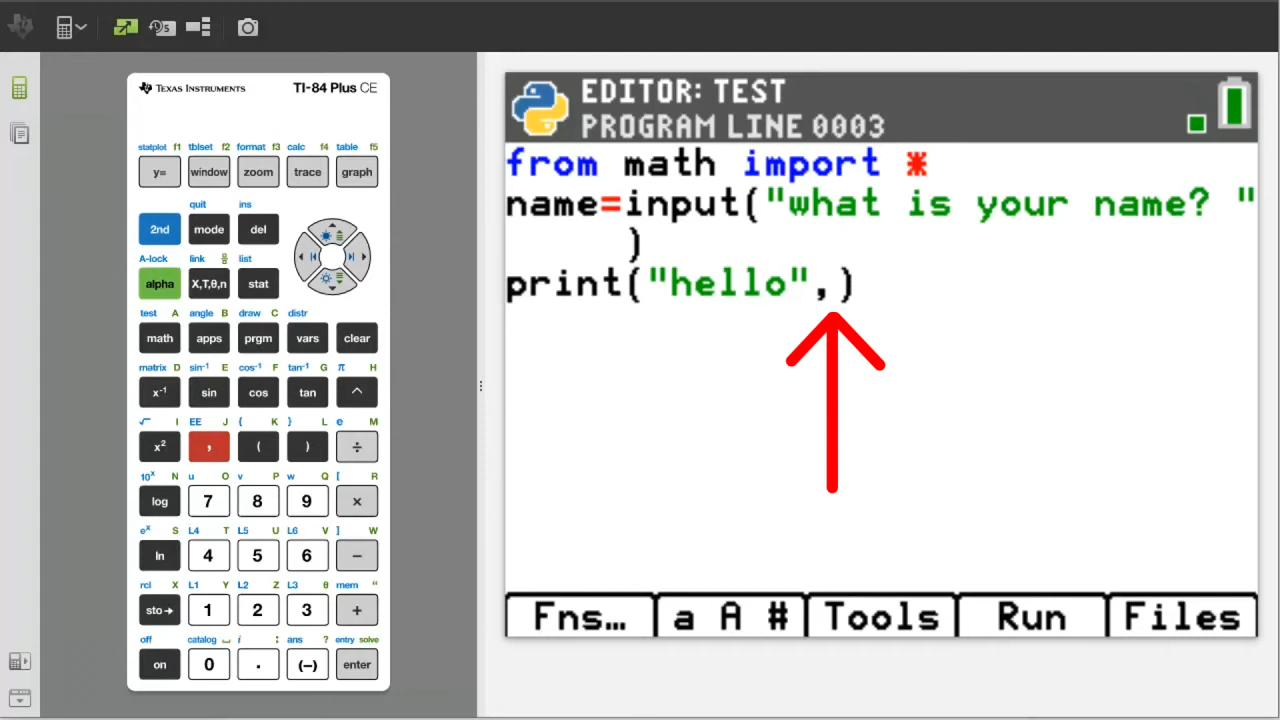 TEXAS INSTRUMENTS TI-84 Plus CE
statplot f1 tblset f2 format f3 calc f4 table f5
y= window zoom trace graph
quit ins
2nd mode del
A-lock link list
alpha X,T,θ,n stat
test A angle B draw C distr
math apps prgm vars clear
matrix D sin⁻¹ E cos⁻¹ F tan⁻¹ G π H
x⁻¹ sin cos tan ^
√ I EE J { K } L e M
x² , ( ) ÷
10ˣ N u O v P w Q [ R
log 7 8 9 ×
eˣ S L4 T L5 U L6 V ] W
ln 4 5 6 −
rcl X L1 Y L2 Z L3 θ mem “
sto→ 1 2 3 +
off catalog ⎵ i : ans ? entry solve
on 0 . (−) enter
EDITOR: TEST
PROGRAM LINE 0003
from math import *
name=input("what is your name? "
)
print("hello",)
Fns… a A # Tools Run Files